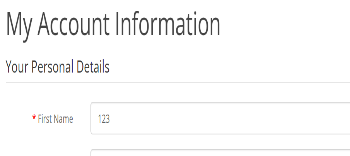 My Account Information
Your Personal Details
* First Name 123